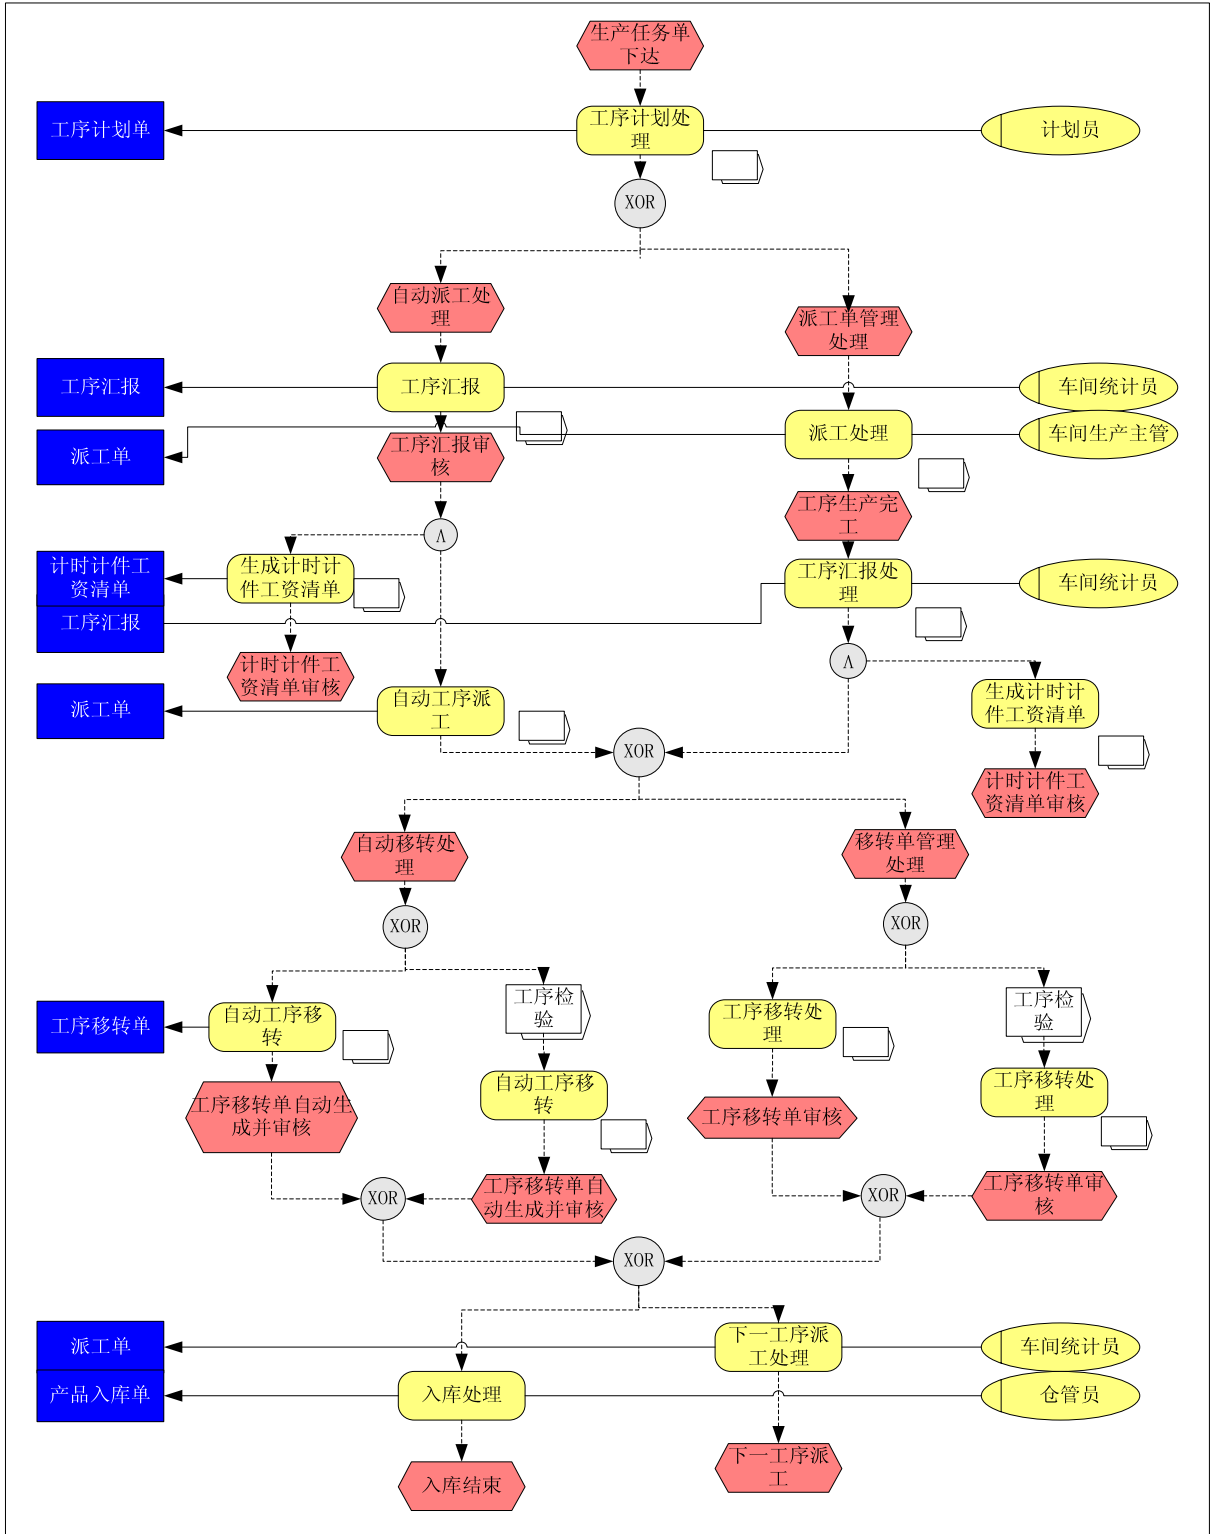 生产任务单
下达
工序计划单
工序计划处
理
计划员
XOR
自动派工处
理
派工单管理
处理
工序汇报
工序汇报
车间统计员
派工单
工序汇报审
核
派工处理
车间生产主管
工序生产完
工
Λ
计时计件工
资清单
生成计时计
件工资清单
工序汇报处
理
车间统计员
工序汇报
计时计件工
资清单审核
Λ
派工单
自动工序派
工
生成计时计
件工资清单
XOR
计时计件工
资清单审核
自动移转处
理
移转单管理
处理
XOR
XOR
工序移转单
自动工序移
转
工序检
验
工序移转处
理
工序检
验
自动工序移
转
工序移转处
理
工序移转单自动生
成并审核
工序移转单审核
工序移转单自
动生成并审核
工序移转单审
核
XOR
XOR
XOR
派工单
下一工序派
工处理
车间统计员
产品入库单
入库处理
仓管员
下一工序派
工
入库结束